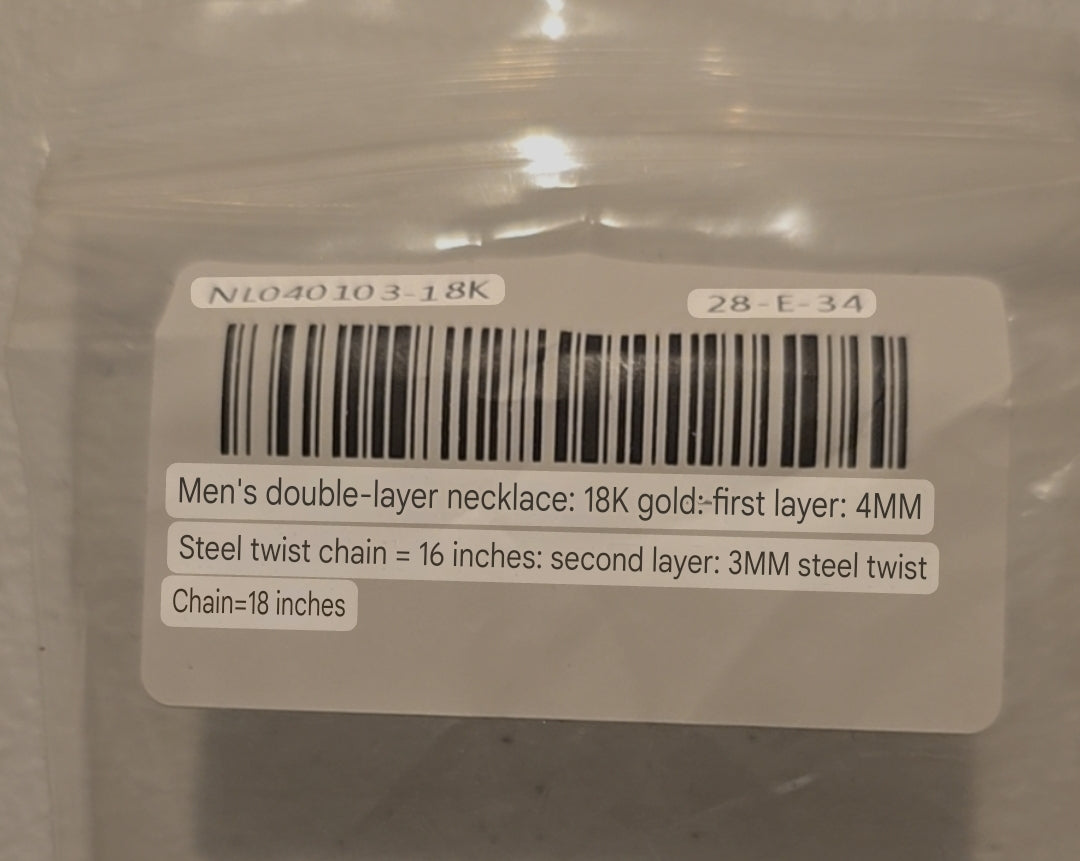 NL040103-18K
28-E-34
Men's double-layer necklace: 18K gold: first layer: 4MM
Steel twist chain = 16 inches: second layer: 3MM steel twist
Chain=18 inches